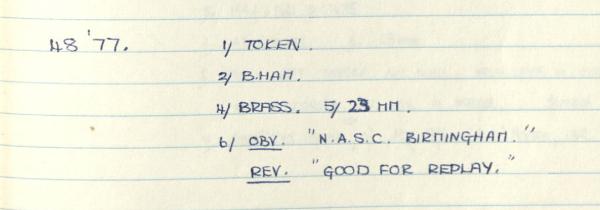 48 '77. 1/ TOKEN.
2/ B.HAM.
4/ BRASS. 5/ 23 MM.
6/ OBV. "N.A.S.C. BIRMINGHAM."
REV. "GOOD FOR REPLAY."